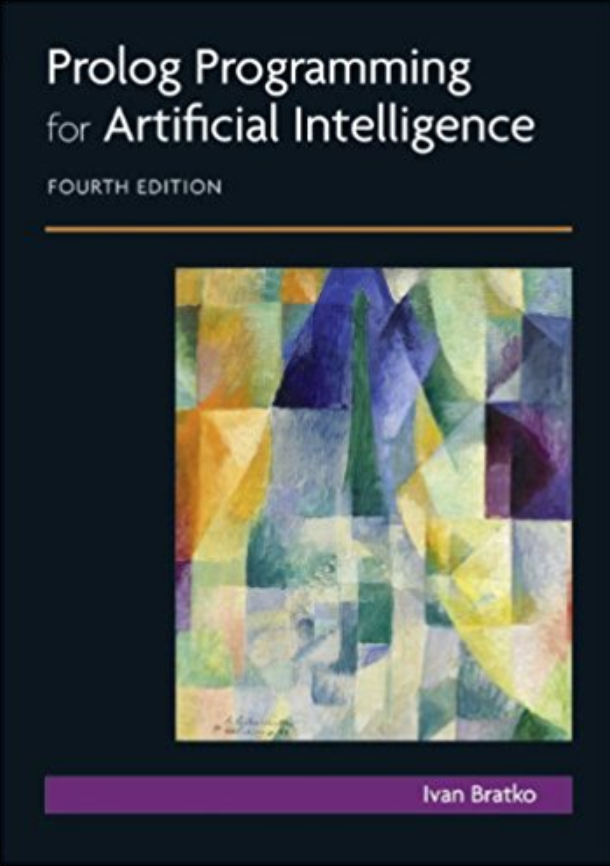 Prolog Programming
for Artificial Intelligence
FOURTH EDITION
Ivan Bratko